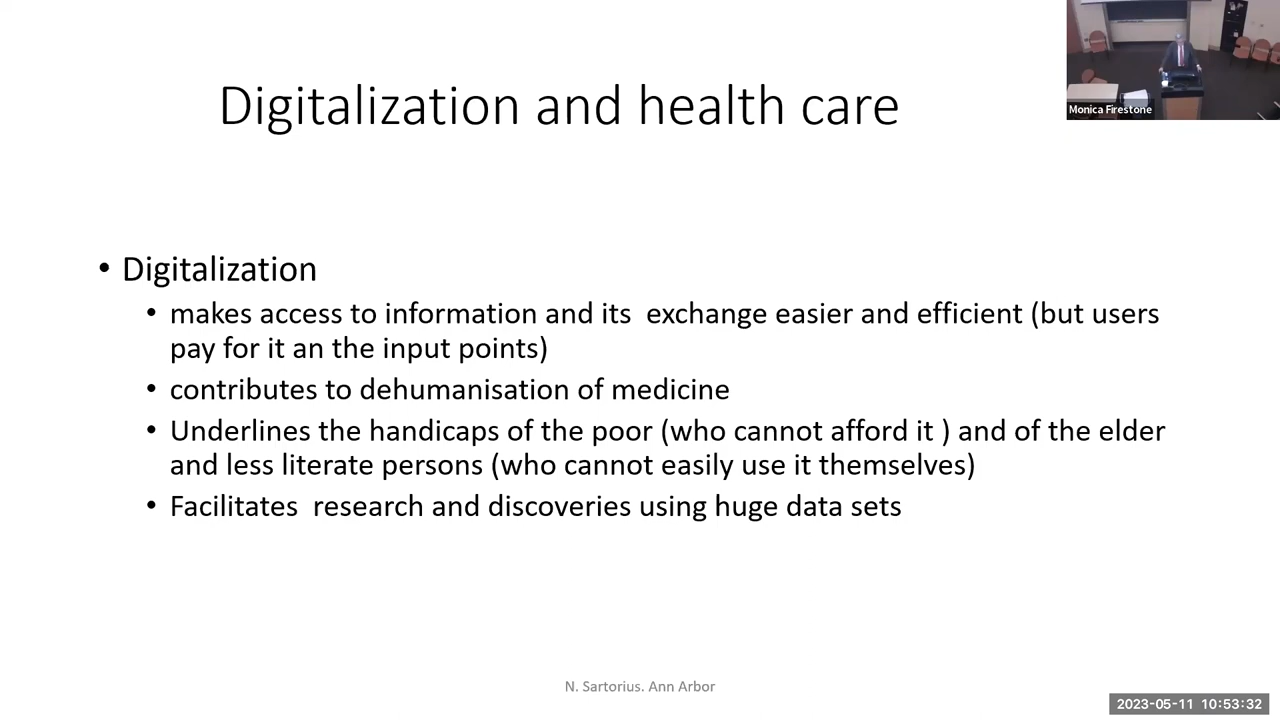 Monica Firestone
Digitalization and health care
• Digitalization
• makes access to information and its  exchange easier and efficient (but users
pay for it an the input points)
• contributes to dehumanisation of medicine
• Underlines the handicaps of the poor (who cannot afford it ) and of the elder
and less literate persons (who cannot easily use it themselves)
• Facilitates  research and discoveries using huge data sets
N. Sartorius. Ann Arbor
2023-05-11  10:53:32